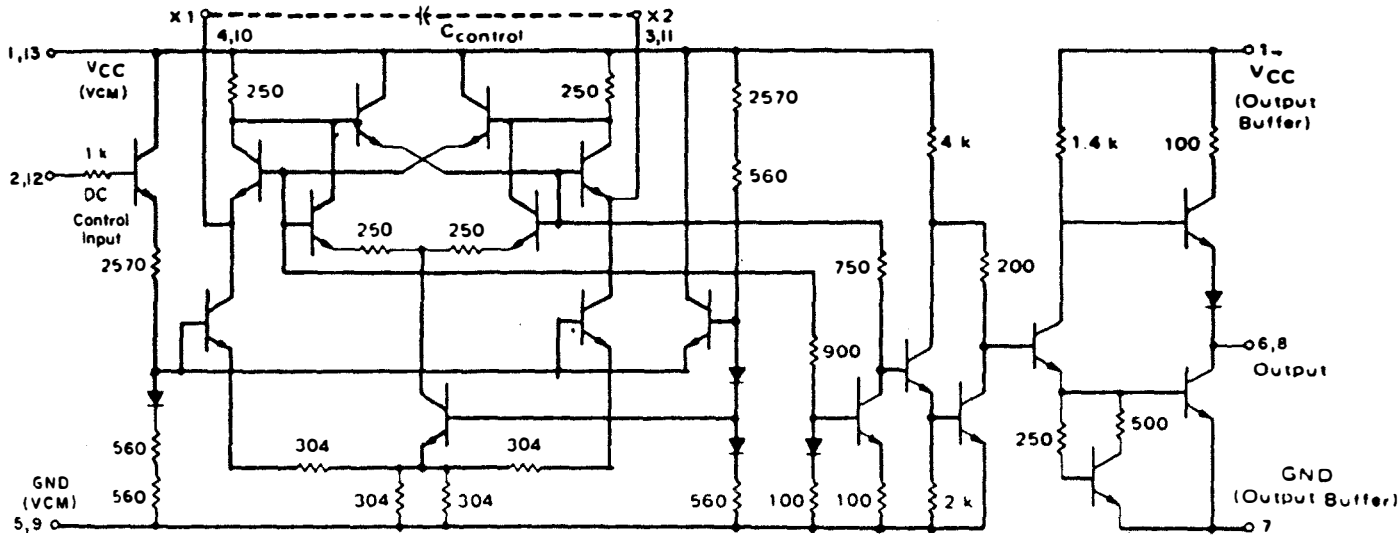 X1
X2
4,10
Ccontrol
3,11
1,13
VCC
(VCM)
250
250
2570
4 k
1.4 k
100
VCC
(Output
Buffer)
1 k
2,12
DC
Control
Input
560
250
250
2570
750
200
900
6,8
Output
560
304
304
250
500
GND
(VCM)
560
304
304
560
100
100
2 k
GND
(Output Buffer)
5,9
7